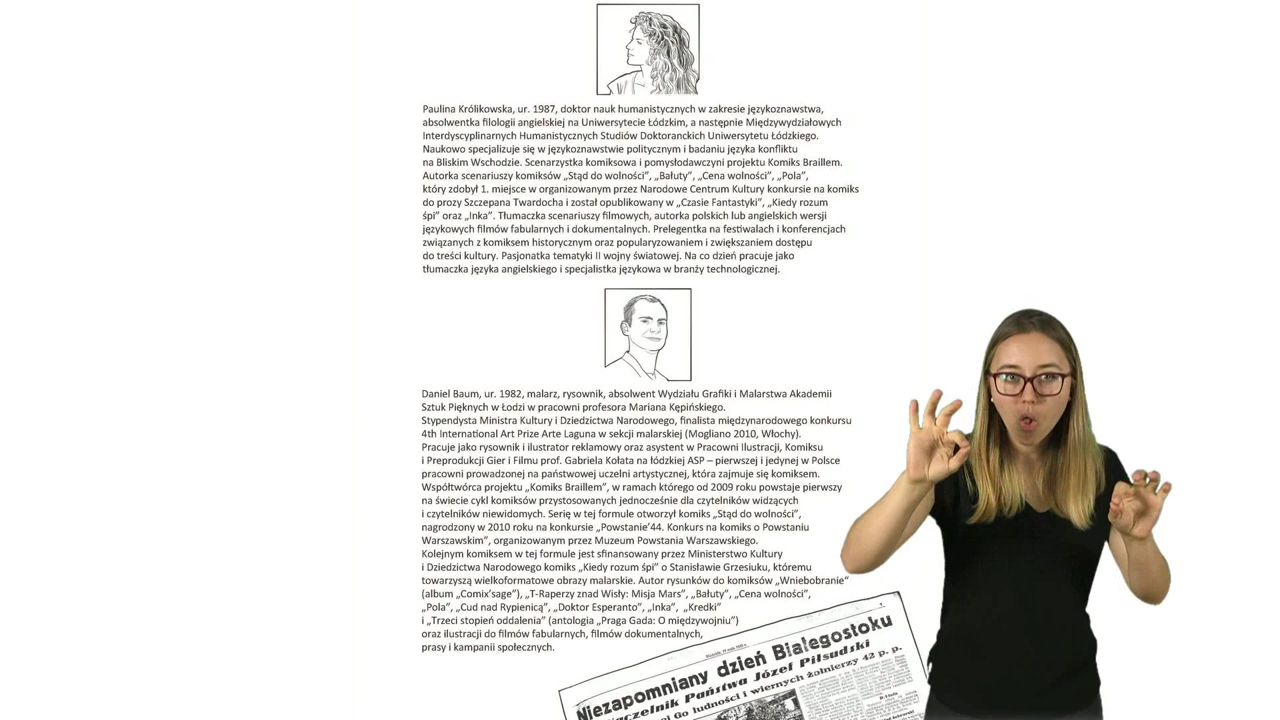 Paulina Królikowska, ur. 1987, doktor nauk humanistycznych w zakresie językoznawstwa,
absolwentka filologii angielskiej na Uniwersytecie Łódzkim, a następnie Międzywydziałowych
Interdyscyplinarnych Humanistycznych Studiów Doktoranckich Uniwersytetu Łódzkiego.
Naukowo specjalizuje się w językoznawstwie politycznym i badaniu języka konfliktu
na Bliskim Wschodzie. Scenarzystka komiksowa i pomysłodawczyni projektu Komiks Braillem.
Autorka scenariuszy komiksów „Stąd do wolności”, „Bałuty”, „Cena wolności”, „Pola”,
który zdobył 1. miejsce w organizowanym przez Narodowe Centrum Kultury konkursie na komiks
do prozy Szczepana Twardocha i został opublikowany w „Czasie Fantastyki”, „Kiedy rozum
śpi” oraz „Inka”. Tłumaczka scenariuszy filmowych, autorka polskich lub angielskich wersji
językowych filmów fabularnych i dokumentalnych. Prelegentka na festiwalach i konferencjach
związanych z komiksem historycznym oraz popularyzowaniem i zwiększaniem dostępu
do treści kultury. Pasjonatka tematyki II wojny światowej. Na co dzień pracuje jako
tłumaczka języka angielskiego i specjalistka językowa w branży technologicznej.
Daniel Baum, ur. 1982, malarz, rysownik, absolwent Wydziału Grafiki i Malarstwa Akademii
Sztuk Pięknych w Łodzi w pracowni profesora Mariana Kępińskiego.
Stypendysta Ministra Kultury i Dziedzictwa Narodowego, finalista międzynarodowego konkursu
4th International Art Prize Arte Laguna w sekcji malarskiej (Mogliano 2010, Włochy).
Pracuje jako rysownik i ilustrator reklamowy oraz asystent w Pracowni Ilustracji, Komiksu
i Preprodukcji Gier i Filmu prof. Gabriela Kołata na łódzkiej ASP – pierwszej i jedynej w Polsce
pracowni prowadzonej na państwowej uczelni artystycznej, która zajmuje się komiksem.
Współtwórca projektu „Komiks Braillem”, w ramach którego od 2009 roku powstaje pierwszy
na świecie cykl komiksów przystosowanych jednocześnie dla czytelników widzących
i czytelników niewidomych. Serię w tej formule otworzył komiks „Stąd do wolności”,
nagrodzony w 2010 roku na konkursie „Powstanie’44. Konkurs na komiks o Powstaniu
Warszawskim”, organizowanym przez Muzeum Powstania Warszawskiego.
Kolejnym komiksem w tej formule jest sfinansowany przez Ministerstwo Kultury
i Dziedzictwa Narodowego komiks „Kiedy rozum śpi” o Stanisławie Grzesiuku, któremu
towarzyszą wielkoformatowe obrazy malarskie. Autor rysunków do komiksów „Wniebobranie”
(album „Comix’sage”), „T-Raperzy znad Wisły: Misja Mars”, „Bałuty”, „Cena wolności”,
„Pola”, „Cud nad Rypienicą”, „Doktor Esperanto”, „Inka”, „Kredki”
i „Trzeci stopień oddalenia” (antologia „Praga Gada: O międzywojniu”)
oraz ilustracji do filmów fabularnych, filmów dokumentalnych,
prasy i kampanii społecznych.
Niezapomniany dzień Białegostoku
Państwa Józef Piłsudski
Go ludności i wiernych żołnierzy 42 p. p.